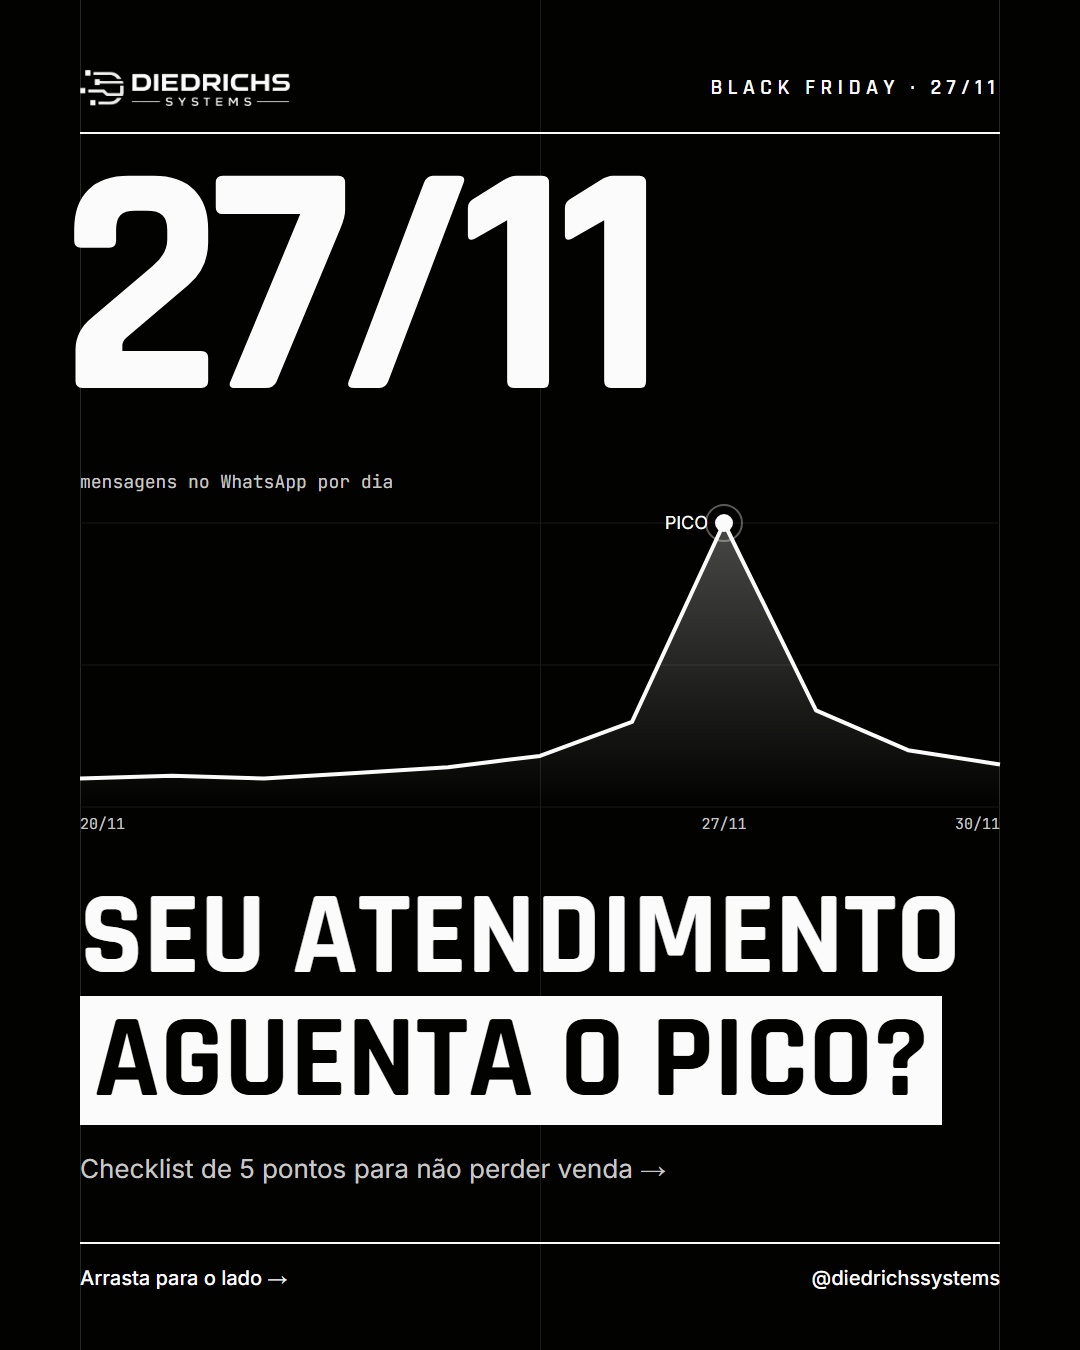 DIEDRICHS
SYSTEMS
BLACK FRIDAY · 27/11
27/11
mensagens no WhatsApp por dia
PICO
20/11
27/11
30/11
SEU ATENDIMENTO
AGUENTA O PICO?
Checklist de 5 pontos para não perder venda →
Arrasta para o lado →
@diedrichssystems